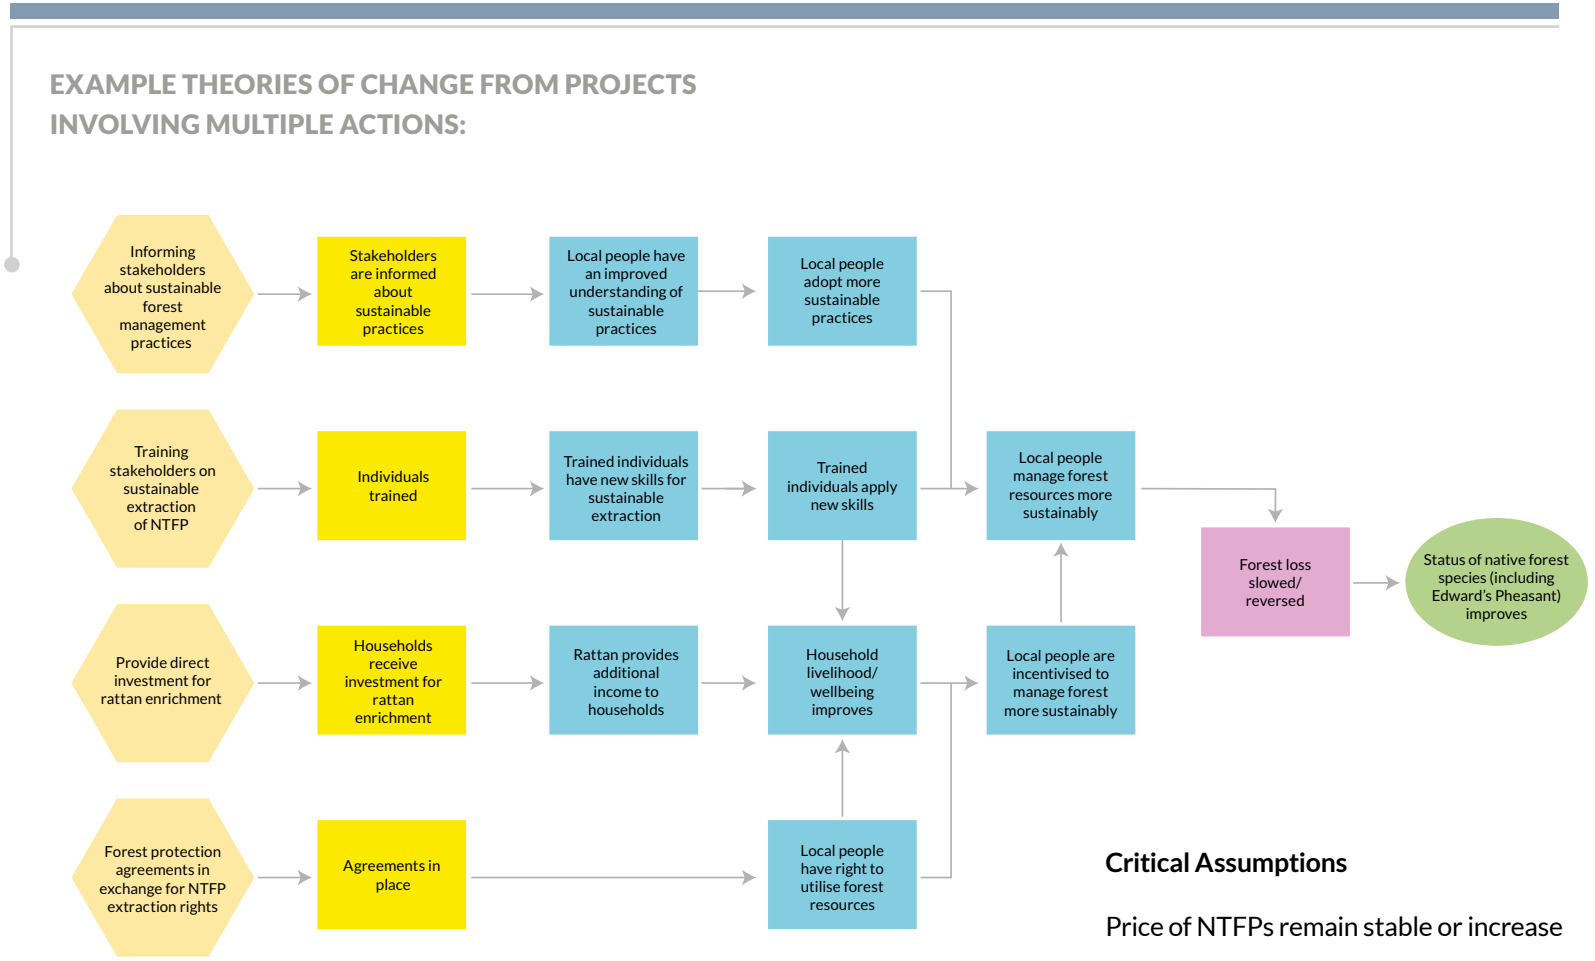 EXAMPLE THEORIES OF CHANGE FROM PROJECTS
INVOLVING MULTIPLE ACTIONS:
Informing
stakeholders
about sustainable
forest
management
practices
Stakeholders
are informed
about
sustainable
practices
Local people have
an improved
understanding of
sustainable
practices
Local people
adopt more
sustainable
practices
Training
stakeholders on
sustainable
extraction
of NTFP
Individuals
trained
Trained individuals
have new skills for
sustainable
extraction
Trained
individuals apply
new skills
Local people
manage forest
resources more
sustainably
Forest loss
slowed/
reversed
Status of native forest
species (including
Edward's Pheasant)
improves
Provide direct
investment for
rattan enrichment
Households
receive
investment for
rattan
enrichment
Rattan provides
additional
income to
households
Household
livelihood/
wellbeing
improves
Local people are
incentivised to
manage forest
more sustainably
Forest protection
agreements in
exchange for NTFP
extraction rights
Agreements in
place
Local people
have right to
utilise forest
resources
Critical Assumptions
Price of NTFPs remain stable or increase